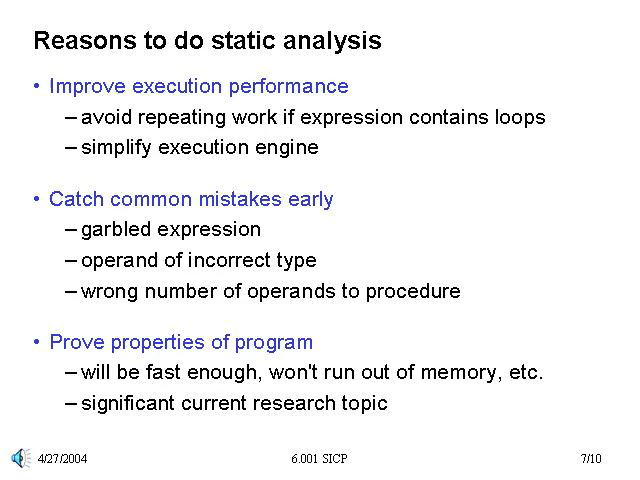 Reasons to do static analysis
• Improve execution performance
– avoid repeating work if expression contains loops
– simplify execution engine
• Catch common mistakes early
– garbled expression
– operand of incorrect type
– wrong number of operands to procedure
• Prove properties of program
– will be fast enough, won't run out of memory, etc.
– significant current research topic
4/27/2004 6.001 SICP 7/10